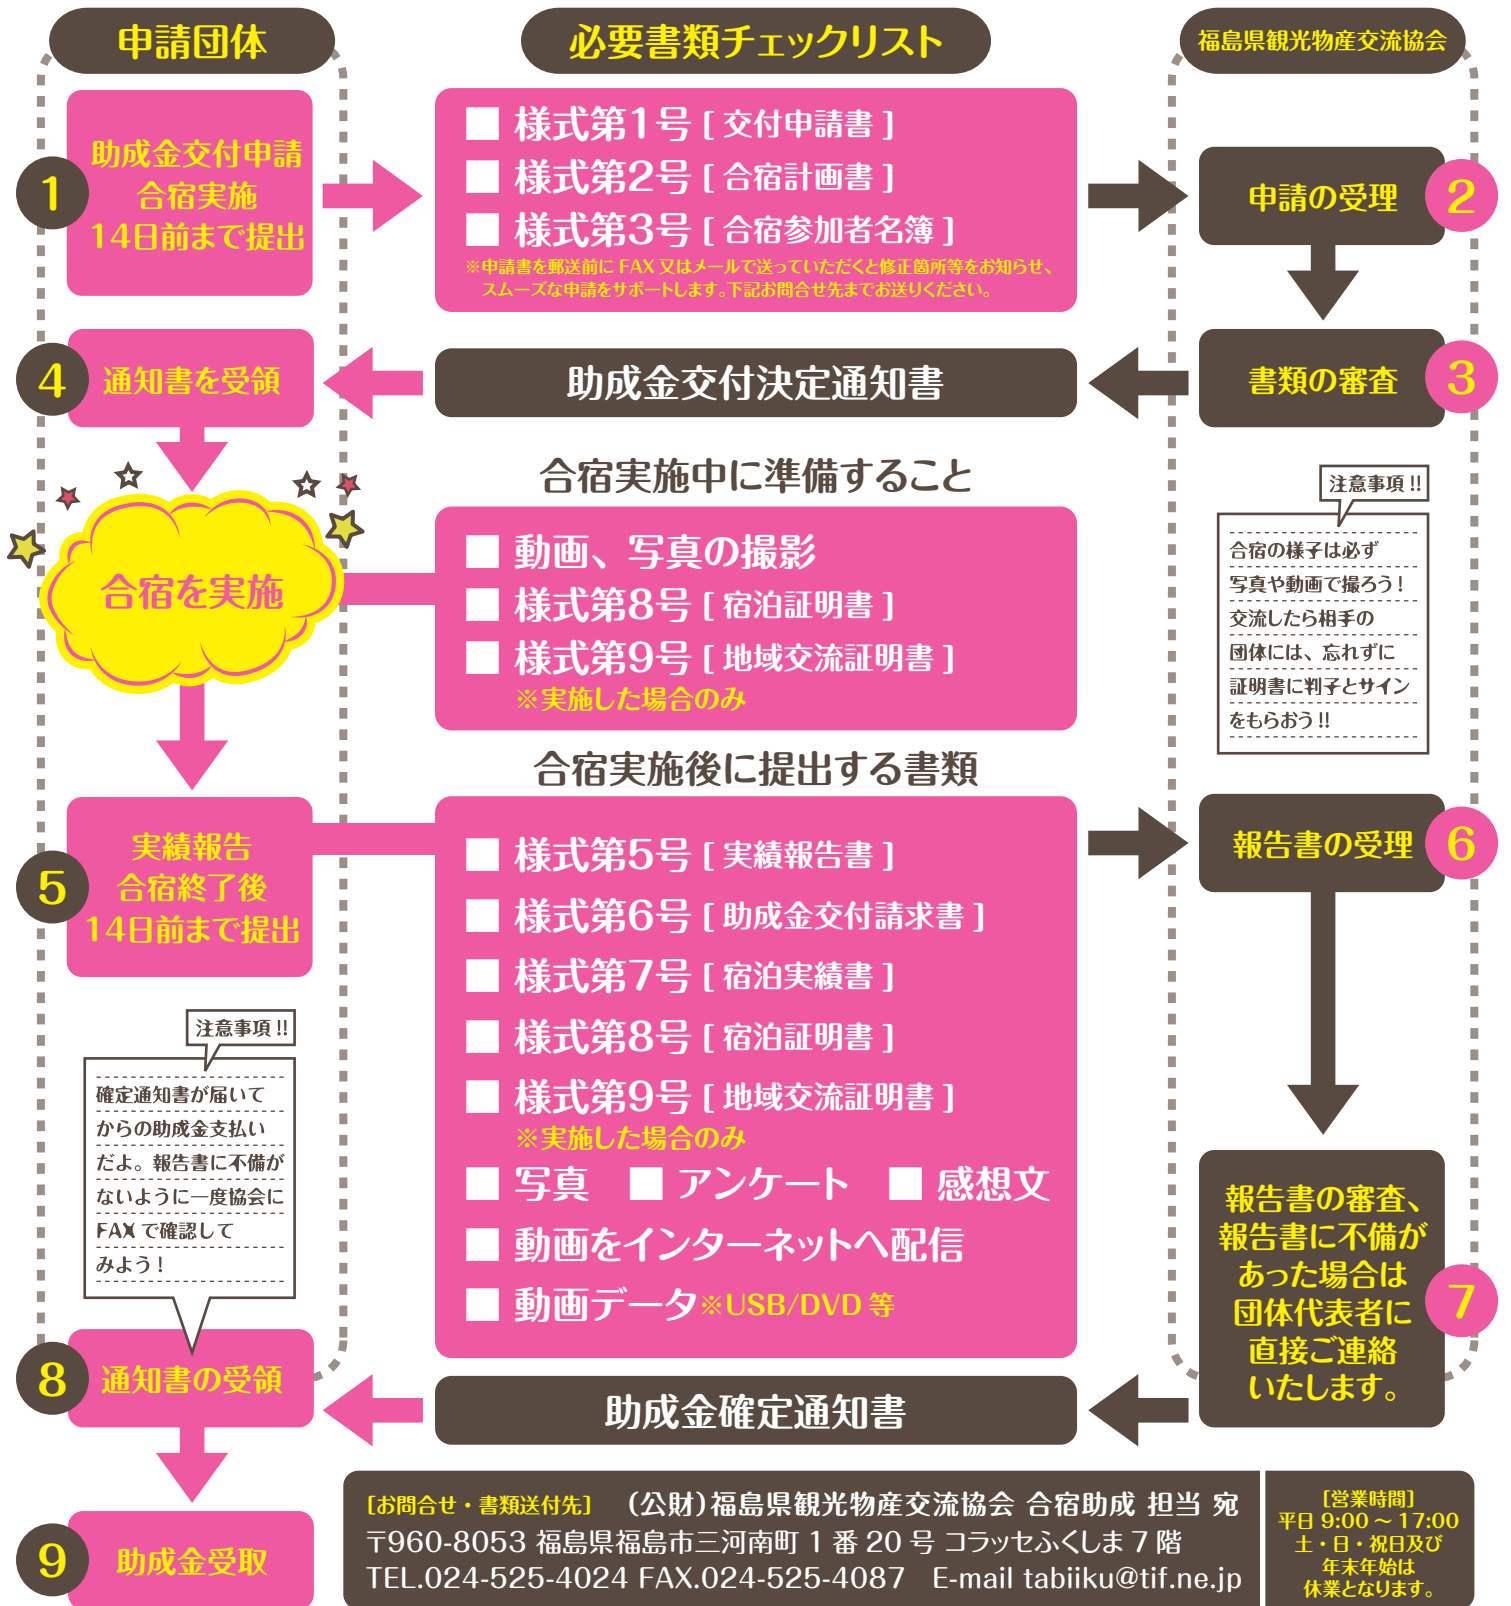 申請団体
必要書類チェックリスト
福島県観光物産交流協会
1
助成金交付申請
合宿実施
14日前まで提出
■ 様式第1号 [ 交付申請書 ]
■ 様式第2号 [ 合宿計画書 ]
■ 様式第3号 [ 合宿参加者名簿 ]
※申請書を郵送前に FAX 又はメールで送っていただくと修正箇所等をお知らせ、
スムーズな申請をサポートします。下記お問合せ先までお送りください。
申請の受理
2
4
通知書を受領
助成金交付決定通知書
書類の審査
3
合宿を実施
合宿実施中に準備すること
■ 動画、写真の撮影
■ 様式第8号 [ 宿泊証明書 ]
■ 様式第9号 [ 地域交流証明書 ]
※実施した場合のみ
注意事項 !!
合宿の様子は必ず
写真や動画で撮ろう!
交流したら相手の
団体には、忘れずに
証明書に判子とサイン
をもらおう !!
合宿実施後に提出する書類
5
実績報告
合宿終了後
14日前まで提出
■ 様式第5号 [ 実績報告書 ]
■ 様式第6号 [ 助成金交付請求書 ]
■ 様式第7号 [ 宿泊実績書 ]
■ 様式第8号 [ 宿泊証明書 ]
■ 様式第9号 [ 地域交流証明書 ]
※実施した場合のみ
■ 写真 ■ アンケート ■ 感想文
■ 動画をインターネットへ配信
■ 動画データ※USB/DVD 等
報告書の受理
6
注意事項 !!
確定通知書が届いて
からの助成金支払い
だよ。報告書に不備が
ないように一度協会に
FAX で確認して
みよう!
報告書の審査、
報告書に不備が
あった場合は
団体代表者に
直接ご連絡
いたします。
7
8
通知書の受領
助成金確定通知書
9
助成金受取
[お問合せ・書類送付先] (公財)福島県観光物産交流協会 合宿助成 担当 宛
〒960-8053 福島県福島市三河南町 1 番 20 号 コラッセふくしま 7 階
TEL.024-525-4024 FAX.024-525-4087 E-mail tabiiku@tif.ne.jp
[営業時間]
平日 9:00 ~ 17:00
土・日・祝日及び
年末年始は
休業となります。